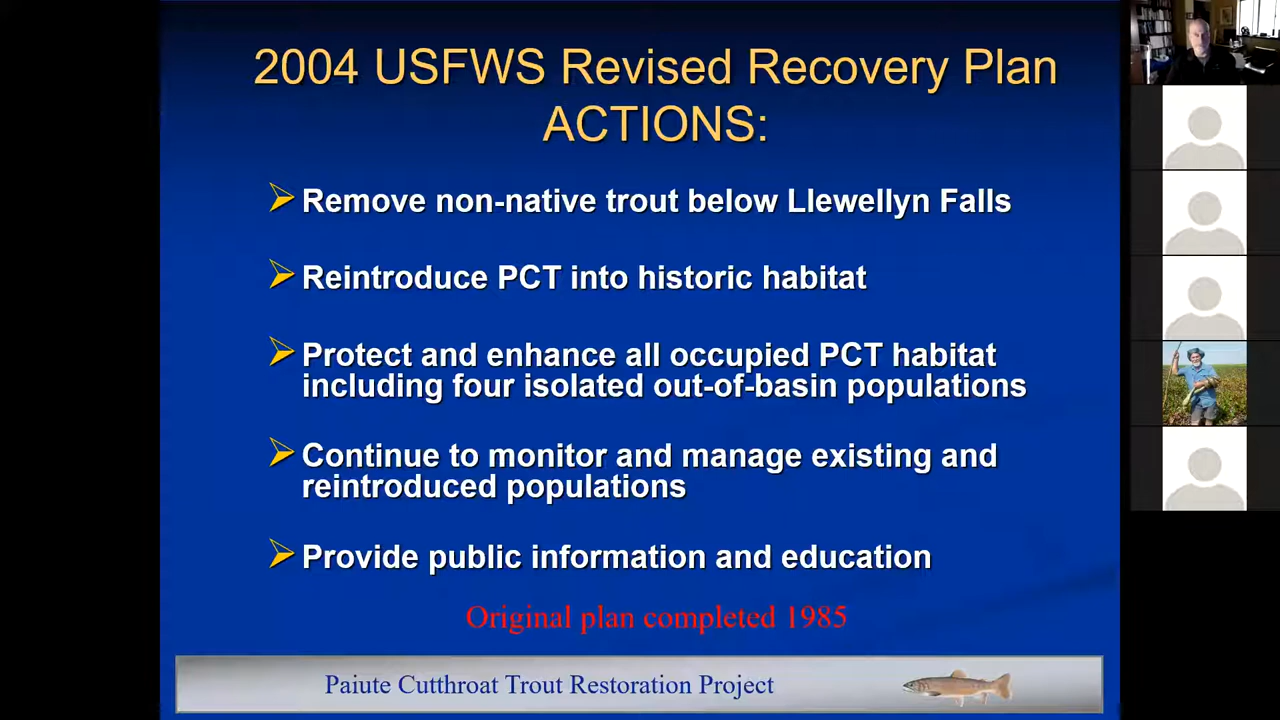 2004 USFWS Revised Recovery Plan
ACTIONS:
Remove non-native trout below Llewellyn Falls
Reintroduce PCT into historic habitat
Protect and enhance all occupied PCT habitat
including four isolated out-of-basin populations
Continue to monitor and manage existing and
reintroduced populations
Provide public information and education
Original plan completed 1985
Paiute Cutthroat Trout Restoration Project